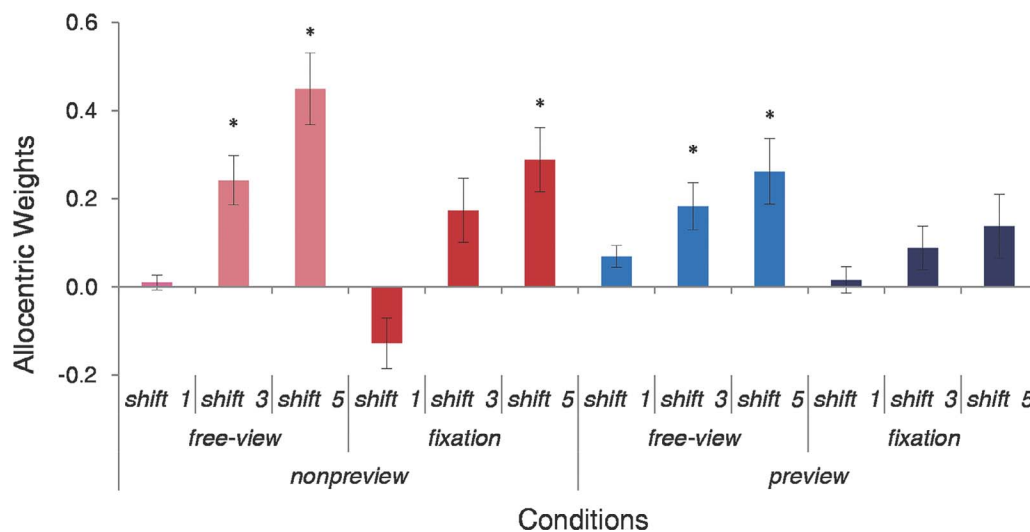 0.6
*
*
0.4
*
*
*
0.2
0.0
-0.2
Allocentric Weights
shift 1 shift 3 shift 5 shift 1 shift 3 shift 5 shift 1 shift 3 shift 5 shift 1 shift 3 shift 5
free-view fixation free-view fixation
nonpreview preview
Conditions